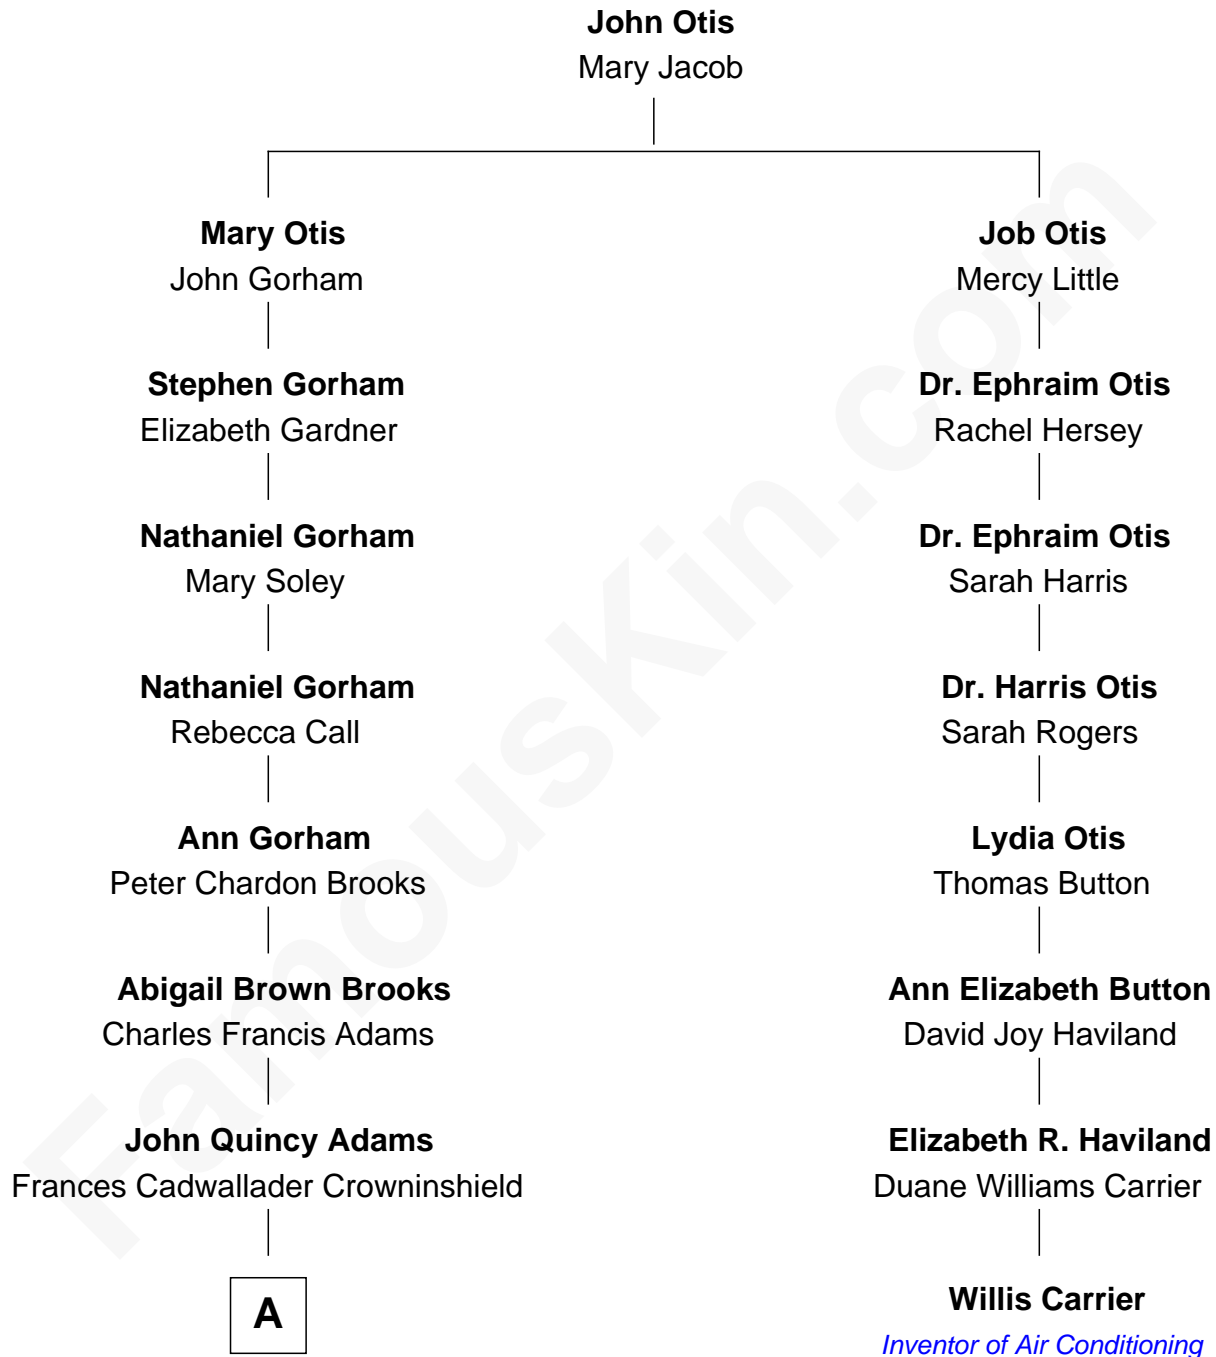 John Otis
Mary Jacob
Mary Otis
John Gorham
Job Otis
Mercy Little
Stephen Gorham
Elizabeth Gardner
Dr. Ephraim Otis
Rachel Hersey
Nathaniel Gorham
Mary Soley
Dr. Ephraim Otis
Sarah Harris
Nathaniel Gorham
Rebecca Call
Dr. Harris Otis
Sarah Rogers
Ann Gorham
Peter Chardon Brooks
Lydia Otis
Thomas Button
Abigail Brown Brooks
Charles Francis Adams
Ann Elizabeth Button
David Joy Haviland
John Quincy Adams
Frances Cadwallader Crowninshield
Elizabeth R. Haviland
Duane Williams Carrier
A
Willis Carrier
Inventor of Air Conditioning
FamousKin.com